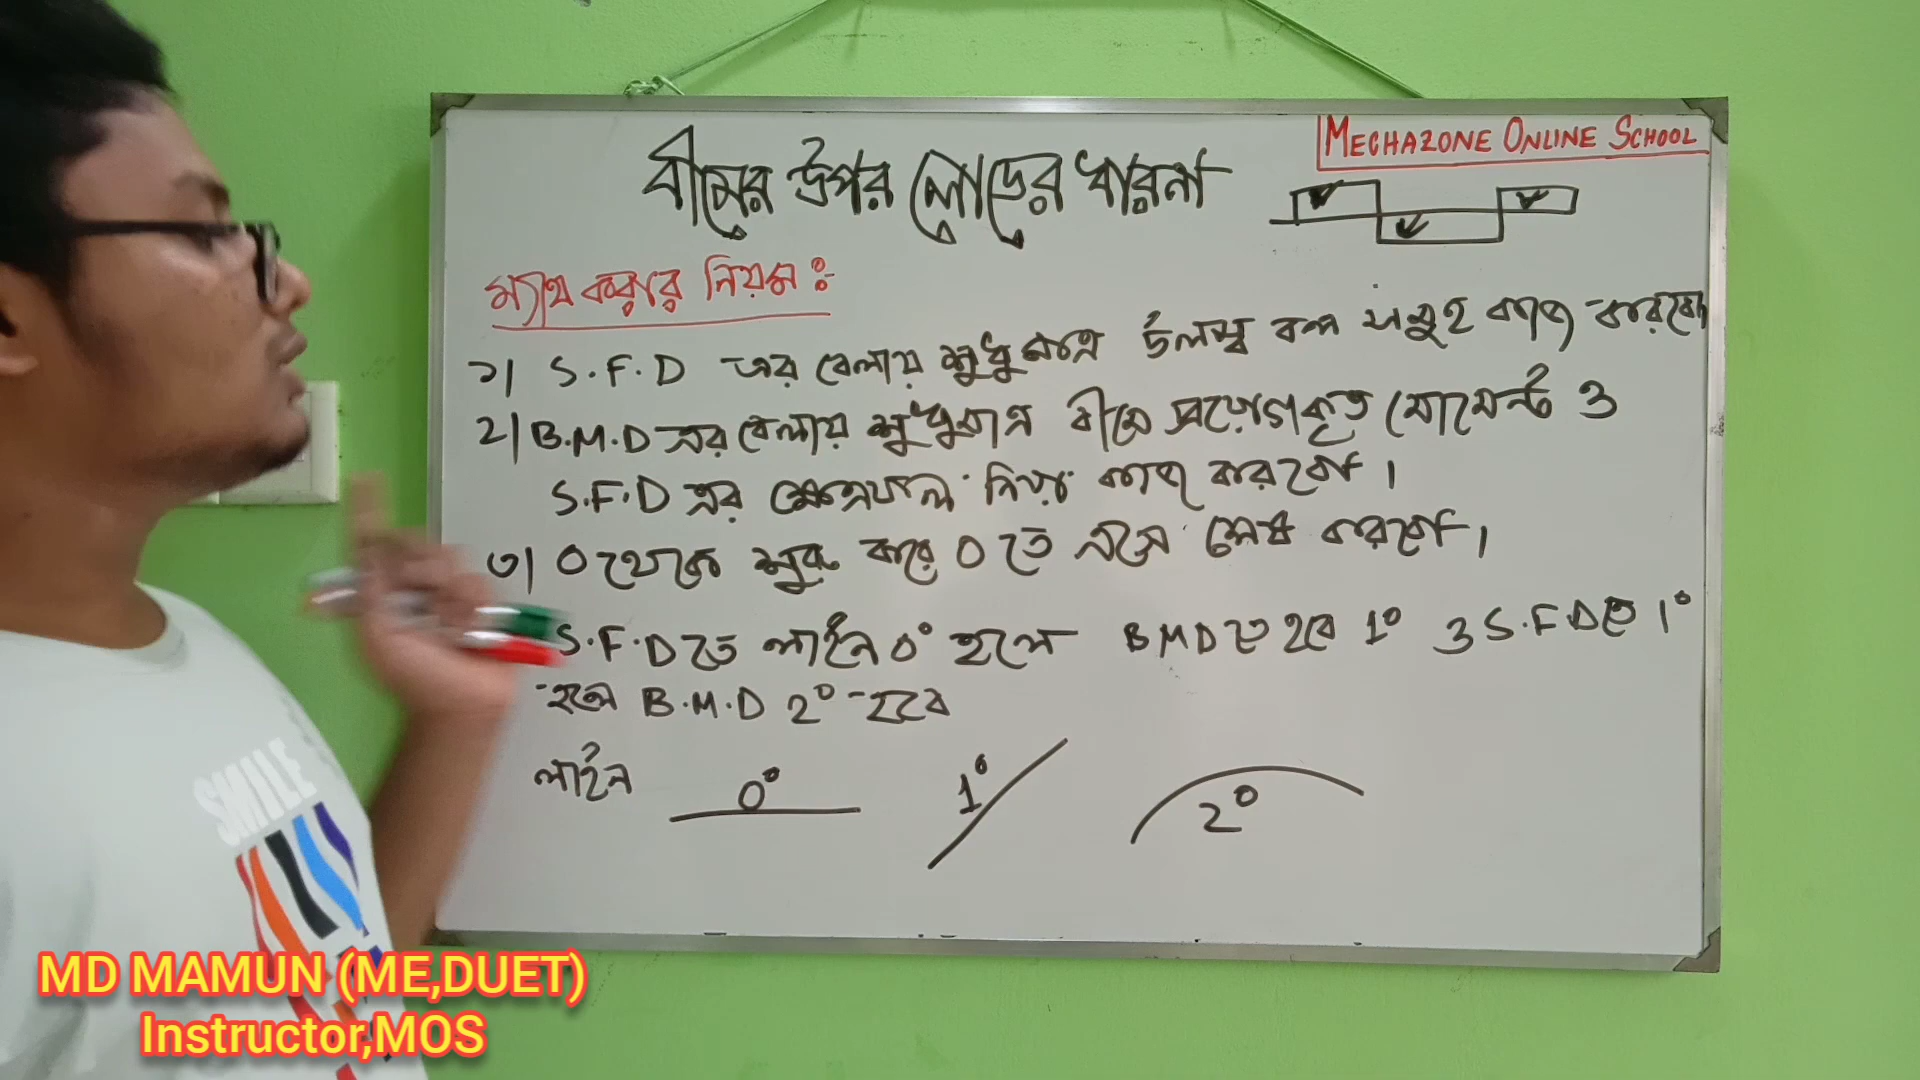 MECHAZONE ONLINE SCHOOL
বীমের উপর লোডের ধারনা
ম্যাথ করার নিয়মঃ-
১| S.F.D এর বেলায় শুধু মাত্র উলম্ব বল সমুহ কাজ করবো
২| B.M.D এর বেলায় শুধুমাত্র বীমে প্রয়োগকৃত মোমেন্ট ও
S.F.D এর ক্ষেত্রফল নিয়ে কাজ করবো।
৩| 0 থেকে শুরু করে 0 তে এসে শেষ করবো।
S.F.D তে লাইন 0° হলে BMD তে হবে 1° ও S.F.D তে 1°
হলে B.M.D 2° হবে
লাইন 0° 1° 2°
SMILE
MD MAMUN (ME,DUET)
Instructor,MOS